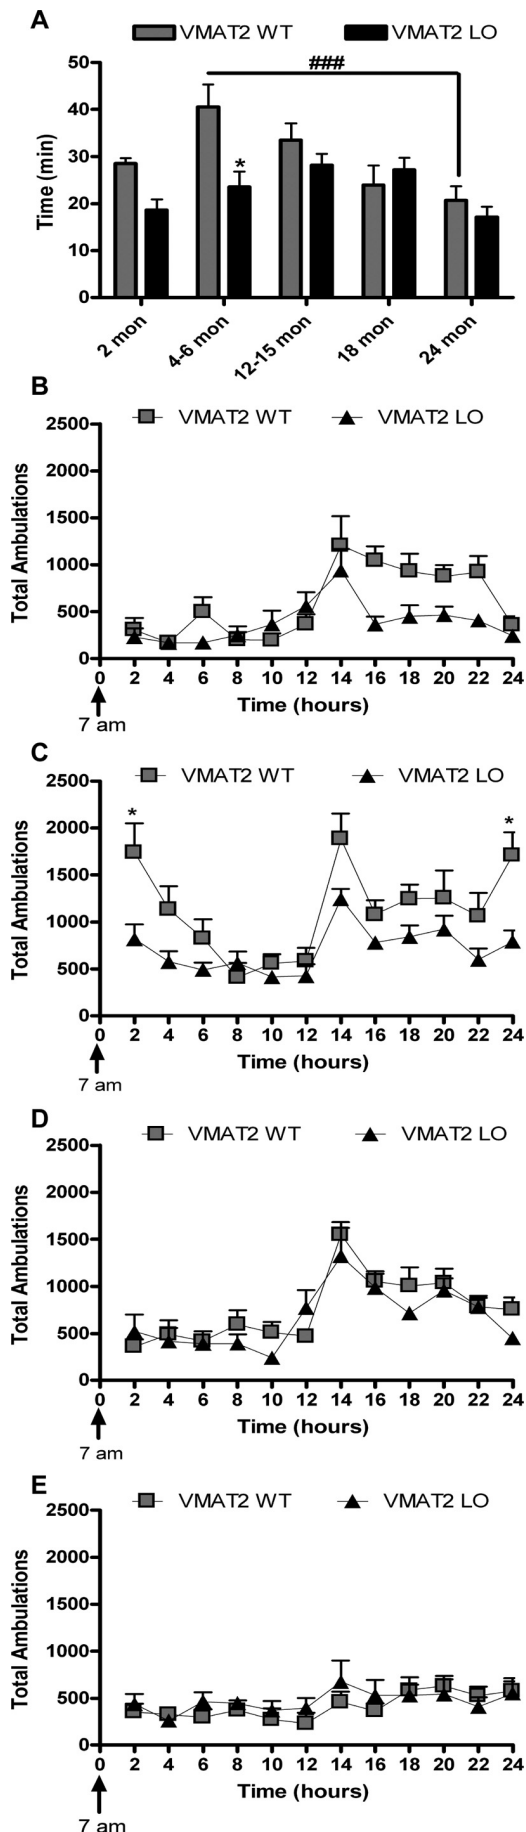 A
VMAT2 WT VMAT2 LO
50
###
40
30
*
20
10
0
Time (min)
2 mon 4-6 mon 12-15 mon 18 mon 24 mon
B
VMAT2 WT VMAT2 LO
2500
2000
1500
1000
500
0
Total Ambulations
0 2 4 6 8 10 12 14 16 18 20 22 24
Time (hours)
7 am
C
VMAT2 WT VMAT2 LO
2500
2000
* *
1500
1000
500
0
Total Ambulations
0 2 4 6 8 10 12 14 16 18 20 22 24
Time (hours)
7 am
D
VMAT2 WT VMAT2 LO
2500
2000
1500
1000
500
0
Total Ambulations
0 2 4 6 8 10 12 14 16 18 20 22 24
Time (hours)
7 am
E
VMAT2 WT VMAT2 LO
2500
2000
1500
1000
500
0
Total Ambulations
0 2 4 6 8 10 12 14 16 18 20 22 24
Time (hours)
7 am